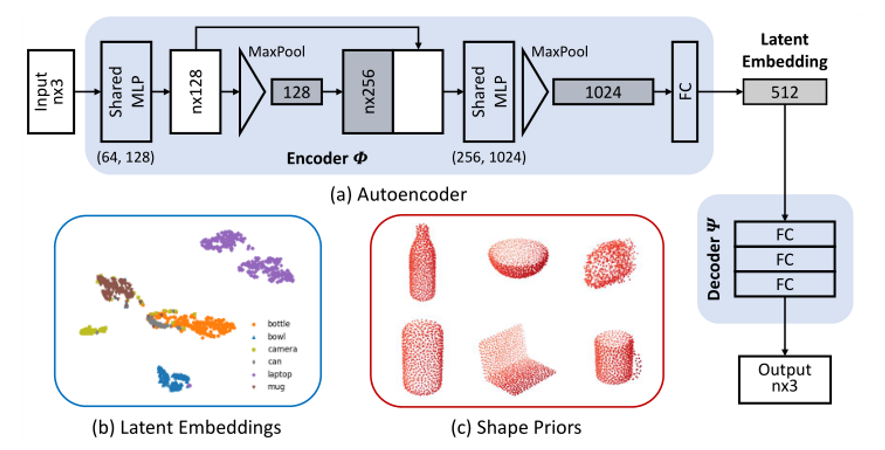 Input
nx3
Shared
MLP
(64, 128)
nx128
MaxPool
128
nx256
Shared
MLP
(256, 1024)
MaxPool
1024
FC
Encoder Φ
Latent
Embedding
512
(a) Autoencoder
Decoder Ψ
FC
FC
FC
Output
nx3
bottle
bowl
camera
can
laptop
mug
(b) Latent Embeddings
(c) Shape Priors